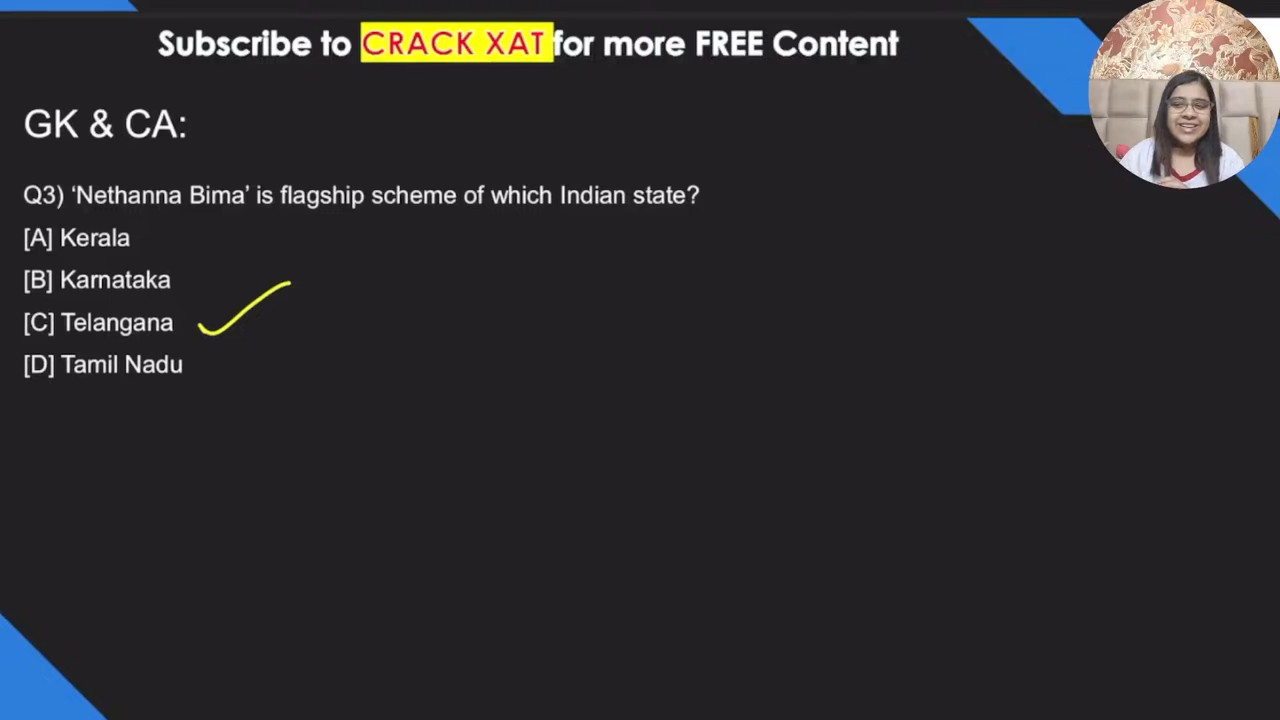 Subscribe to CRACK XAT for more FREE Content
GK & CA:
Q3) ‘Nethanna Bima’ is flagship scheme of which Indian state?
[A] Kerala
[B] Karnataka
[C] Telangana
[D] Tamil Nadu